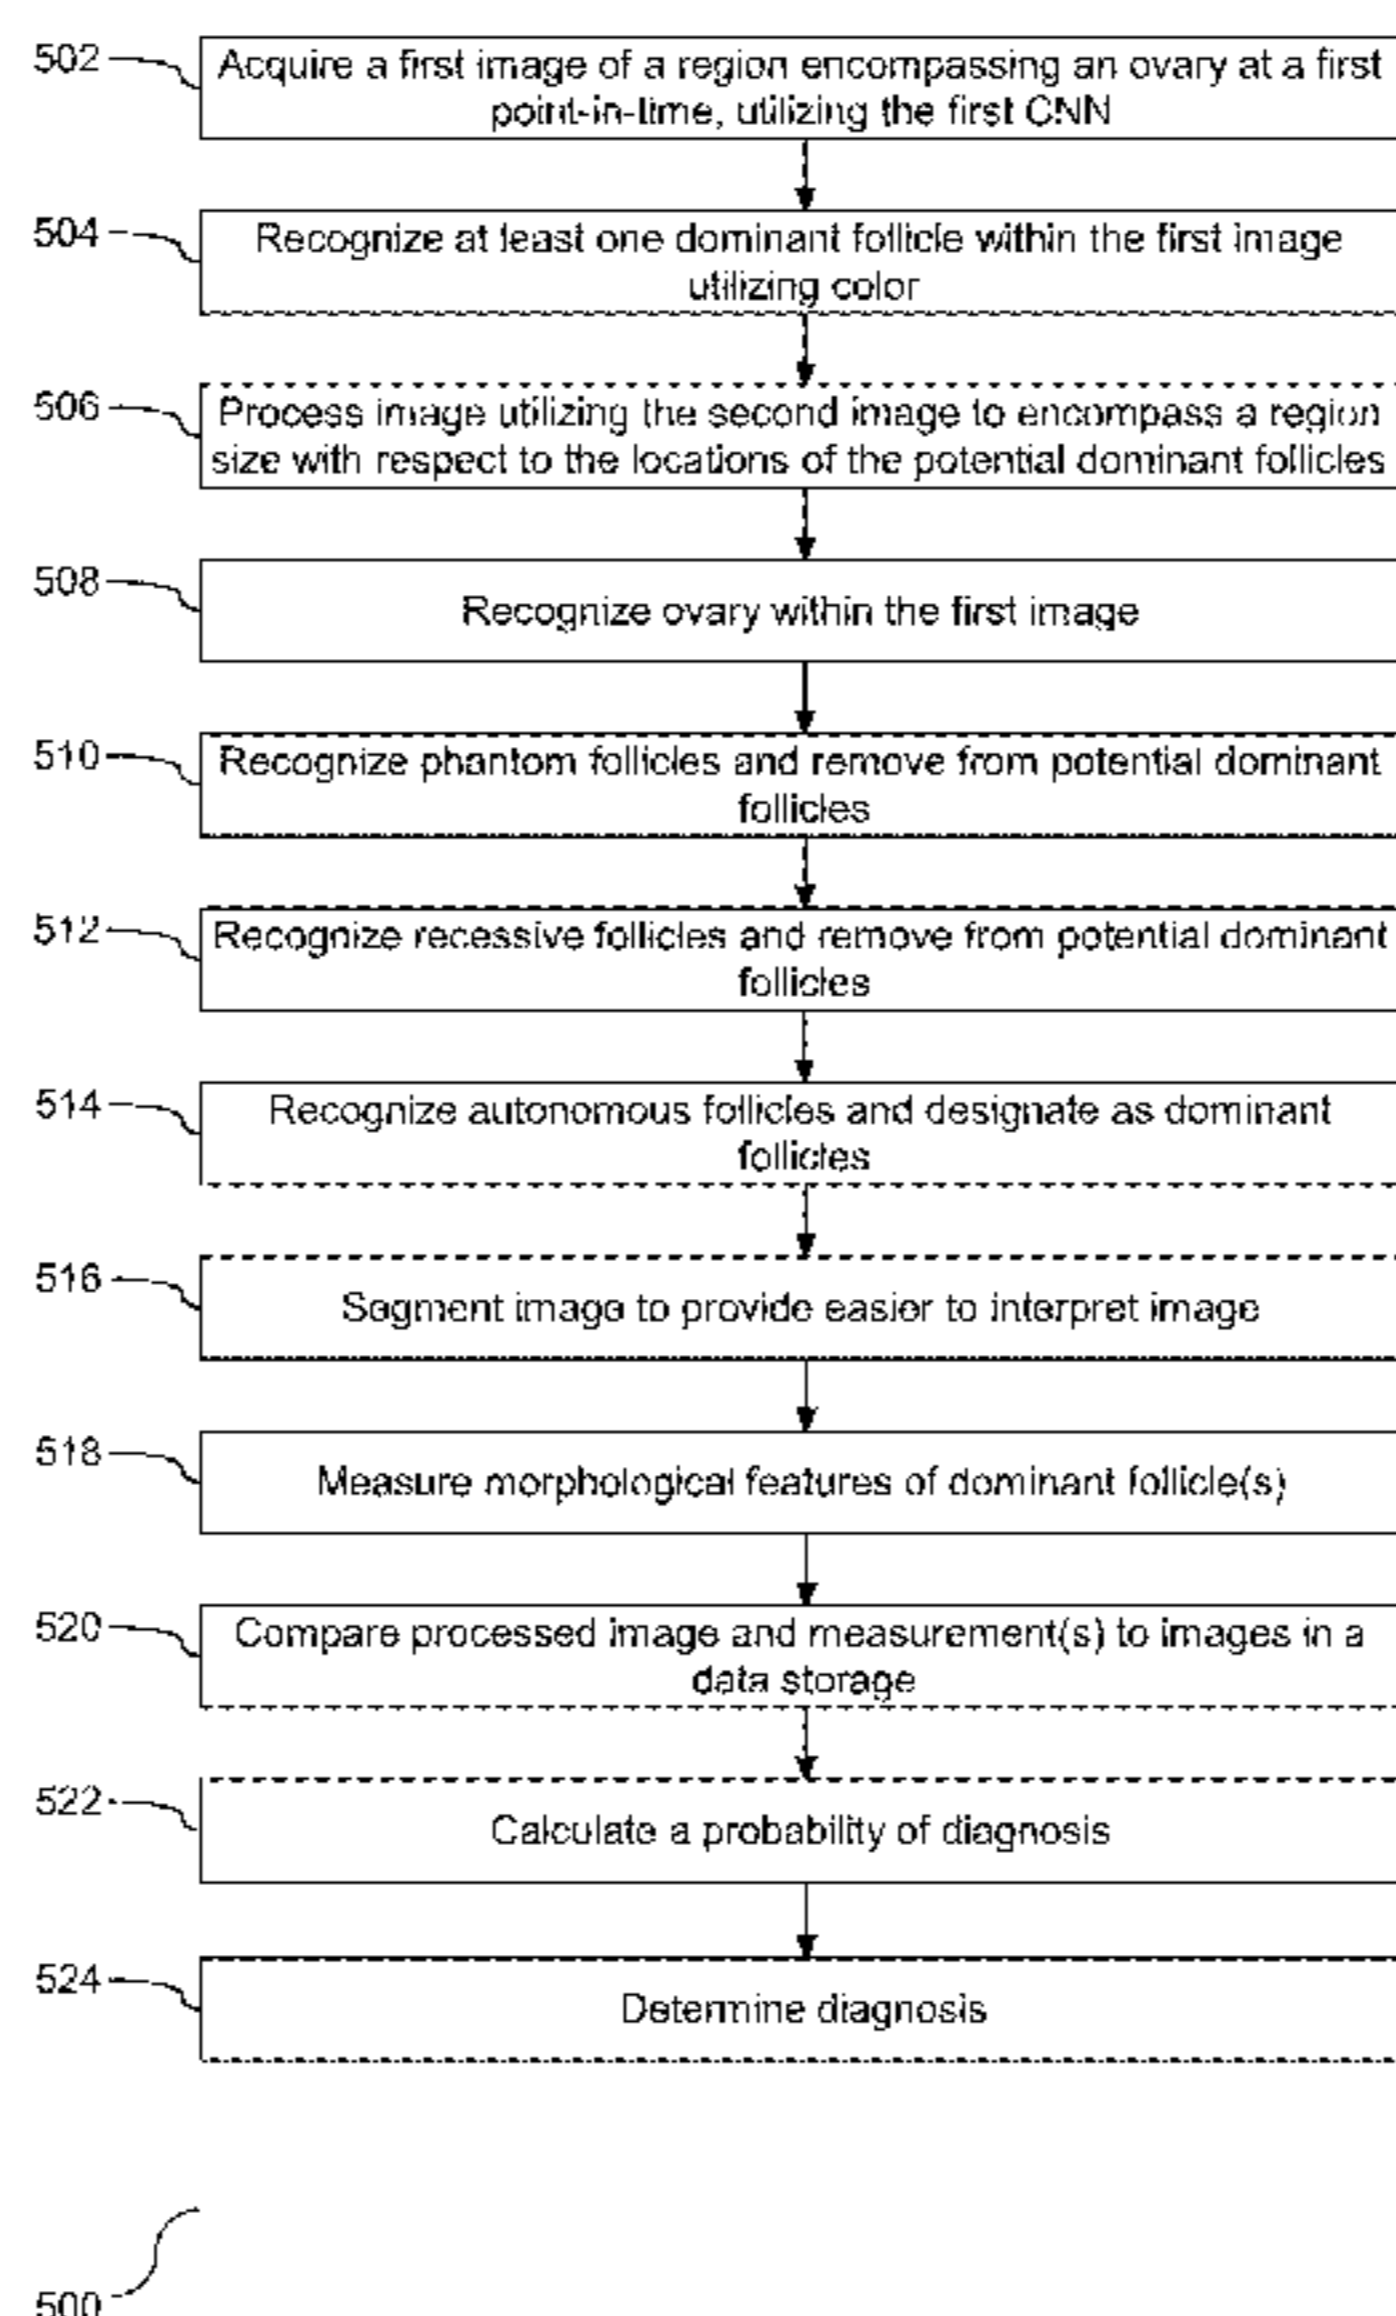 502
Acquire a first image of a region encompassing an ovary at a first
point-in-time, utilizing the first CNN
504
Recognize at least one dominant follicle within the first image
utilizing color
506
Process image utilizing the second image to encompass a region
size with respect to the locations of the potential dominant follicles
508
Recognize ovary within the first image
510
Recognize phantom follicles and remove from potential dominant
follicles
512
Recognize recessive follicles and remove from potential dominant
follicles
514
Recognize autonomous follicles and designate as dominant
follicles
516
Segment image to provide easier to interpret image
518
Measure morphological features of dominant follicle(s)
520
Compare processed image and measurement(s) to images in a
data storage
522
Calculate a probability of diagnosis
524
Determine diagnosis
500